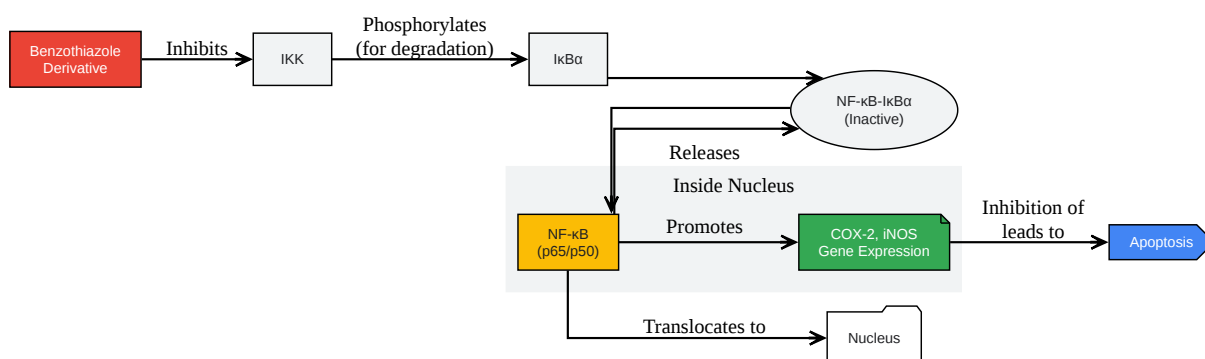 Benzothiazole
Derivative
Inhibits
IKK
Phosphorylates
(for degradation)
IκBα
NF-κB-IκBα
(Inactive)
Releases
Inside Nucleus
NF-κB
(p65/p50)
Promotes
COX-2, iNOS
Gene Expression
Inhibition of
leads to
Apoptosis
Translocates to
Nucleus